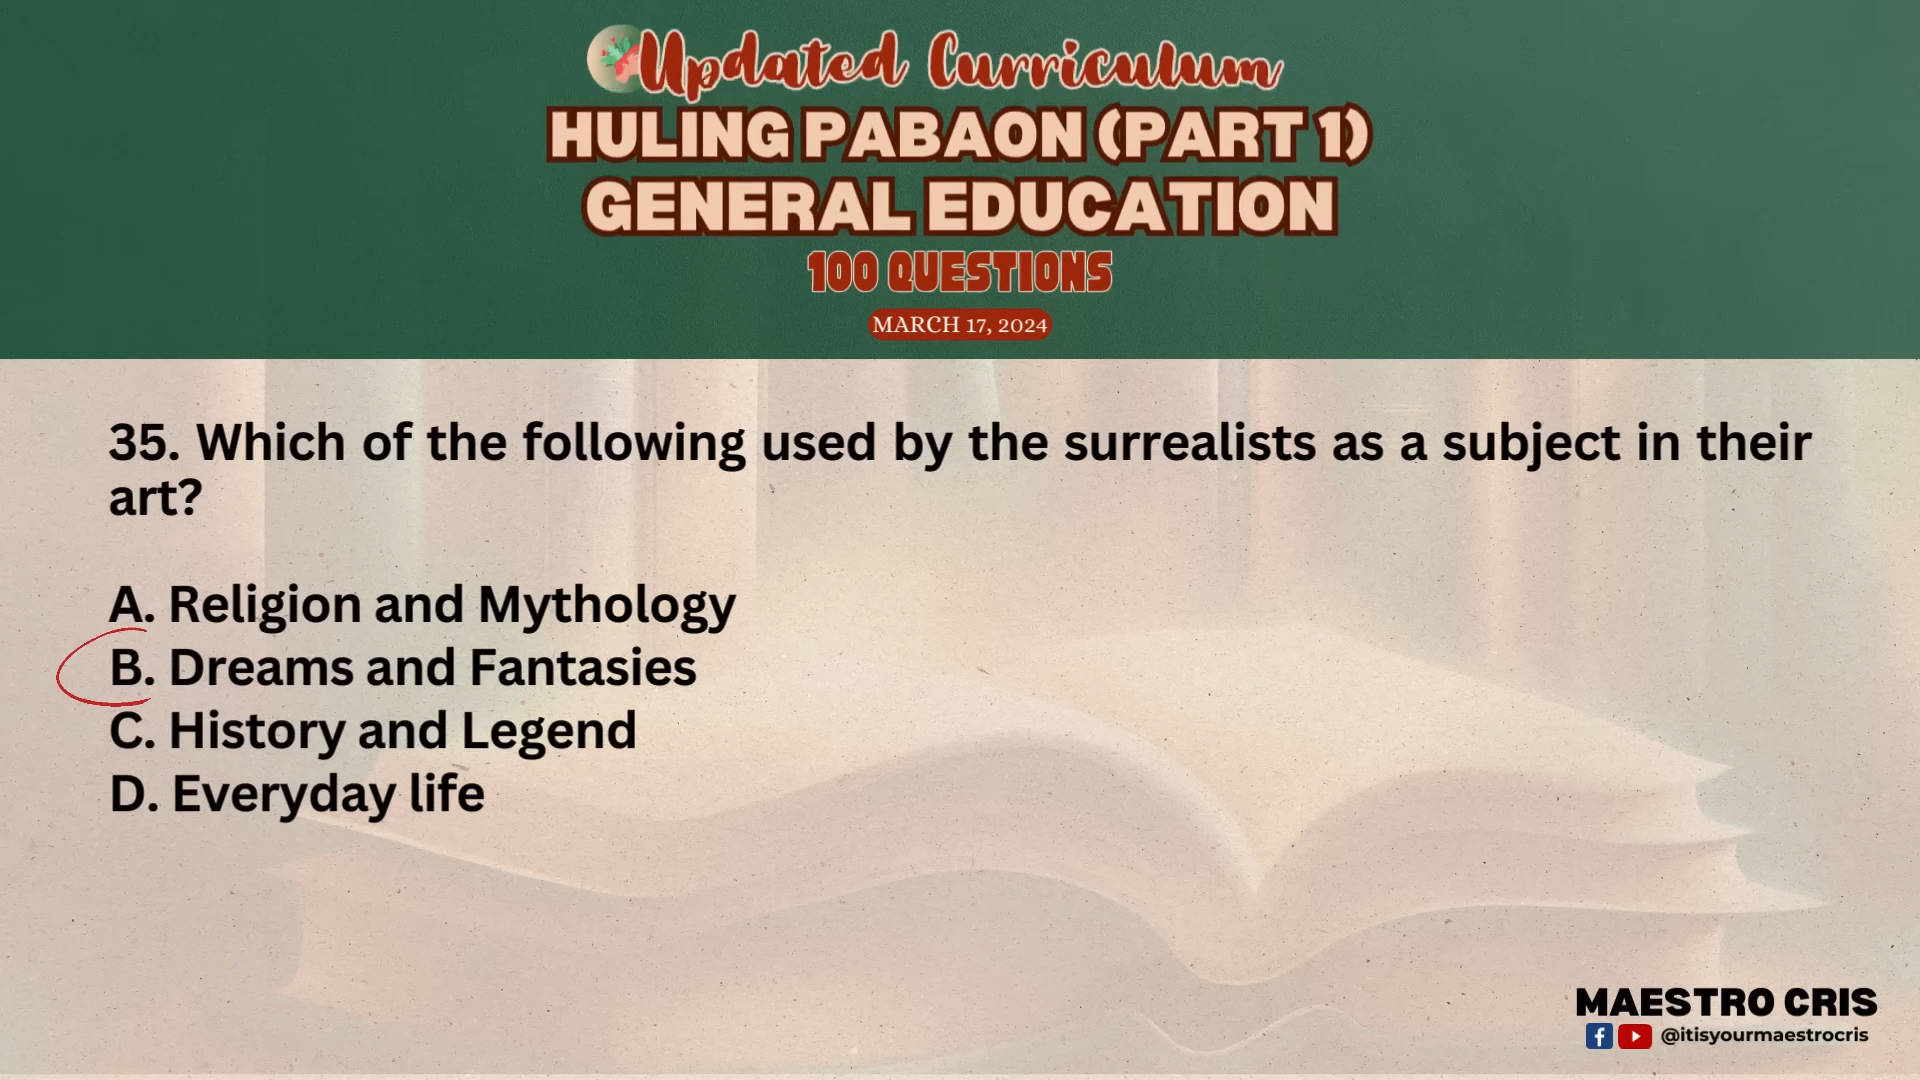 Updated Curriculum
HULING PABAON (PART 1)
GENERAL EDUCATION
100 QUESTIONS
MARCH 17, 2024
35. Which of the following used by the surrealists as a subject in their
art?
A. Religion and Mythology
B. Dreams and Fantasies
C. History and Legend
D. Everyday life
MAESTRO CRIS
@itisyourmaestrocris